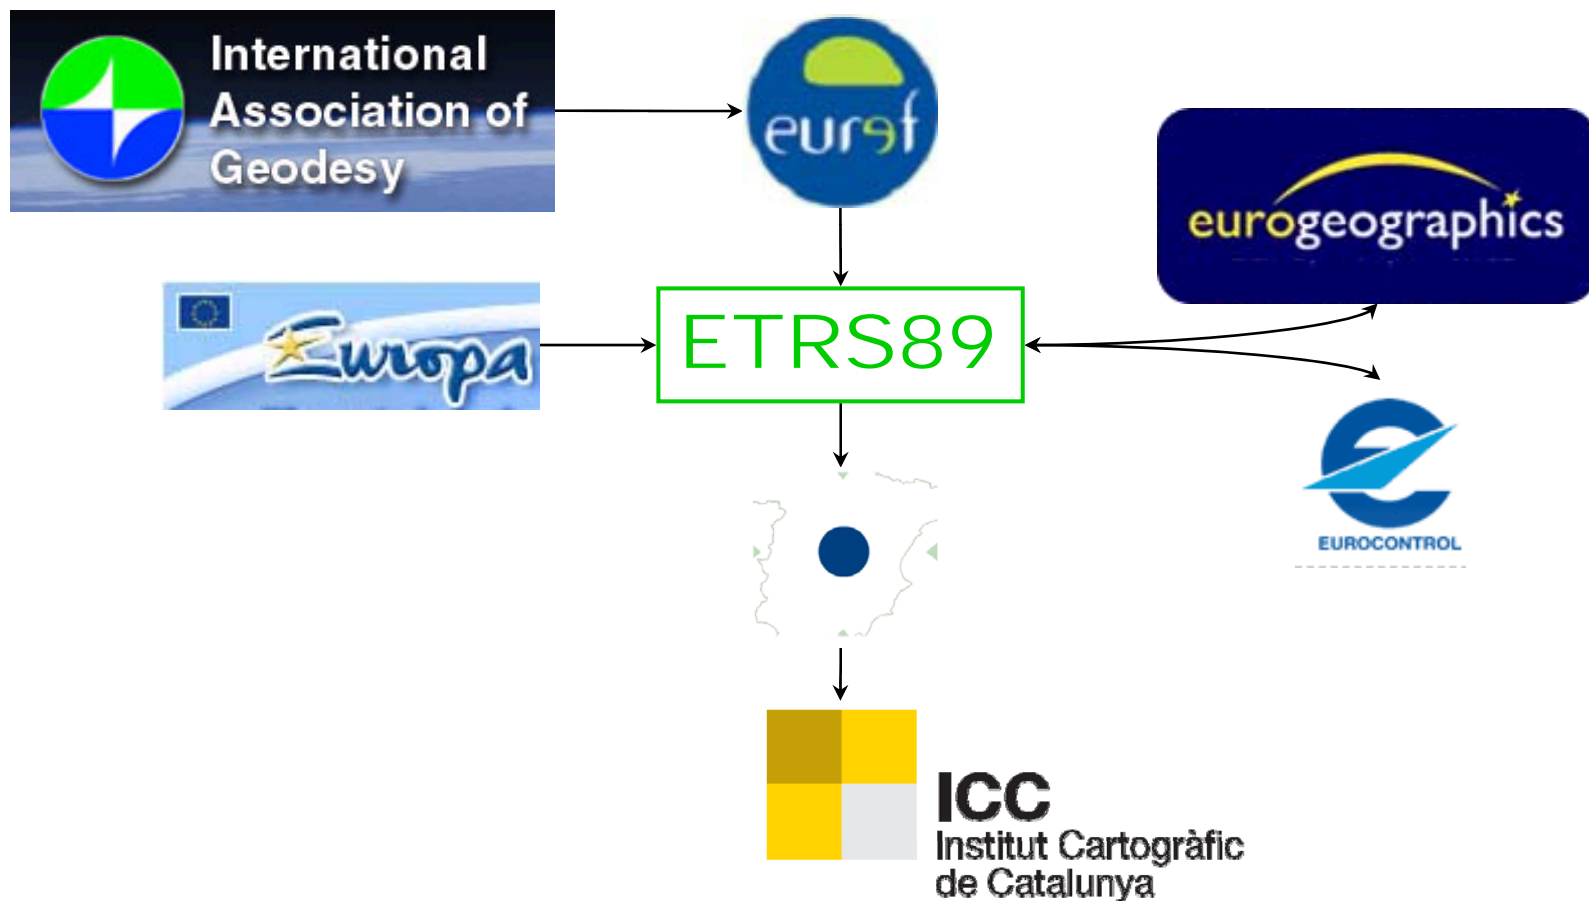 International
Association of
Geodesy
euref
eurogeographics
Europa
ETRS89
EUROCONTROL
ICC
Institut Cartogràfic
de Catalunya